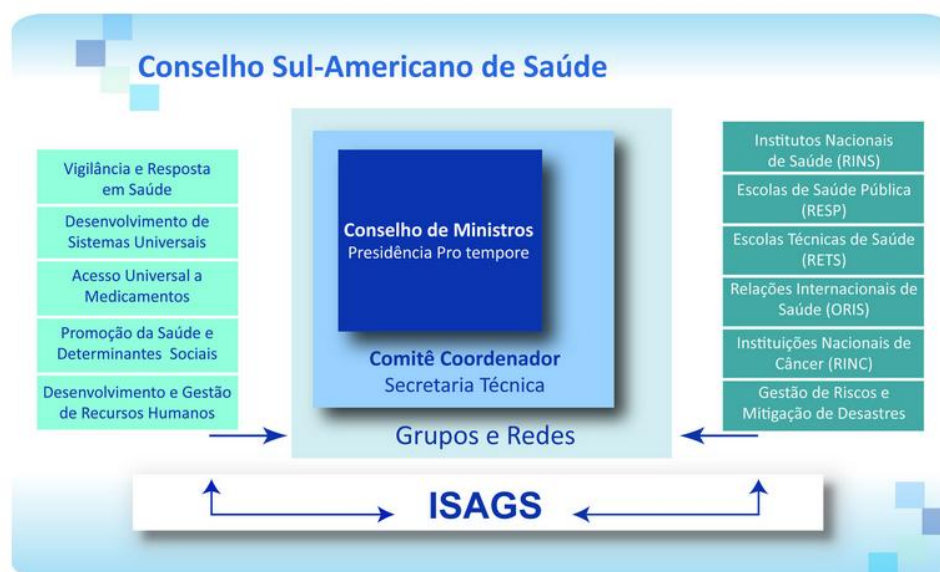 Conselho Sul-Americano de Saúde
Vigilância e Resposta
em Saúde
Desenvolvimento de
Sistemas Universais
Acesso Universal a
Medicamentos
Promoção da Saúde e
Determinantes Sociais
Desenvolvimento e Gestão
de Recursos Humanos
Conselho de Ministros
Presidência Pro tempore
Comitê Coordenador
Secretaria Técnica
Grupos e Redes
Institutos Nacionais
de Saúde (RINS)
Escolas de Saúde Pública
(RESP)
Escolas Técnicas de Saúde
(RETS)
Relações Internacionais de
Saúde (ORIS)
Instituições Nacionais de
Câncer (RINC)
Gestão de Riscos e
Mitigação de Desastres
ISAGS